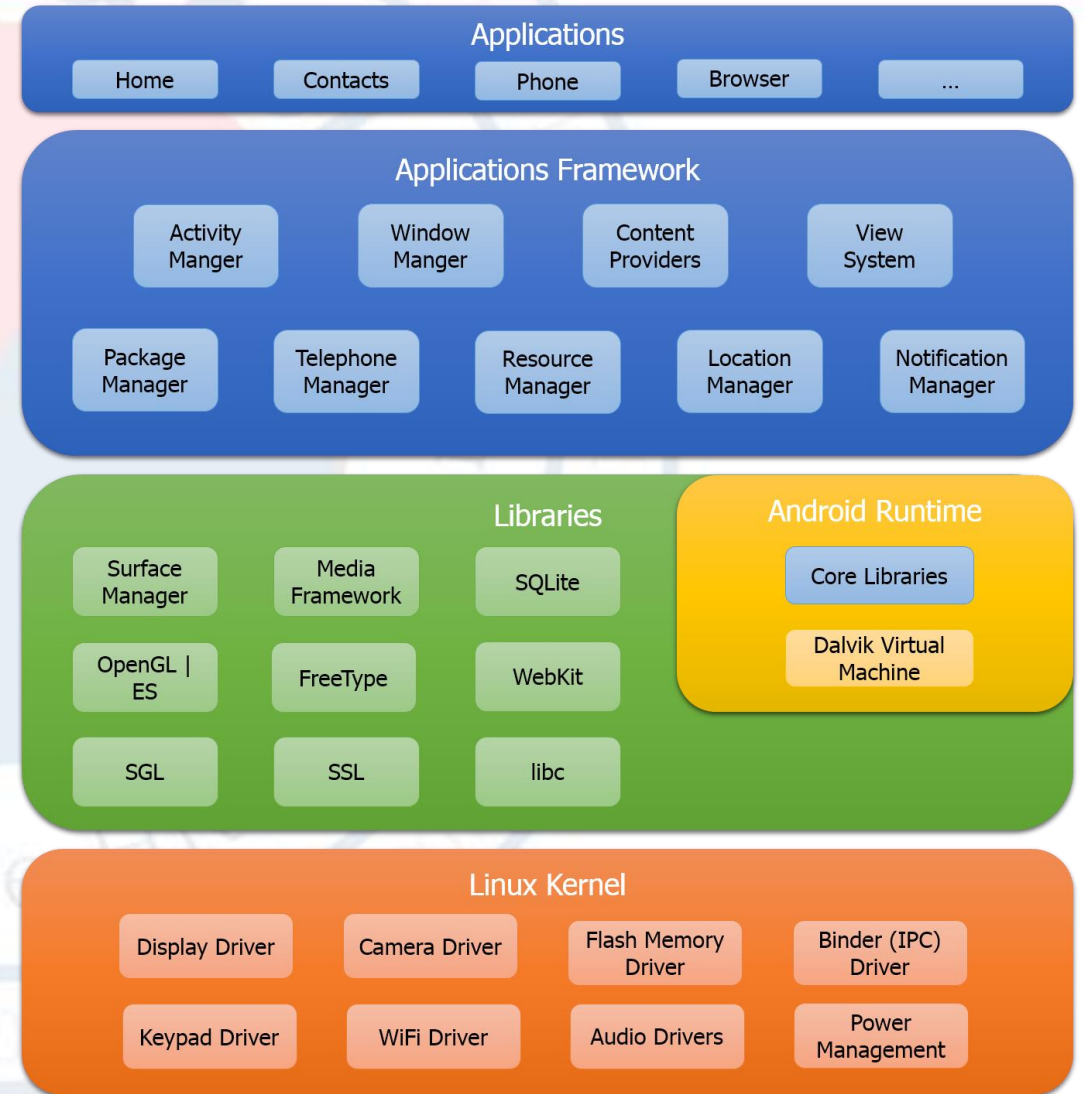 Applications
Home
Contacts
Phone
Browser
...
Applications Framework
Activity
Manger
Window
Manger
Content
Providers
View
System
Package
Manager
Telephone
Manager
Resource
Manager
Location
Manager
Notification
Manager
Libraries
Surface
Manager
Media
Framework
SQLite
OpenGL |
ES
FreeType
WebKit
SGL
SSL
libc
Android Runtime
Core Libraries
Dalvik Virtual
Machine
Linux Kernel
Display Driver
Camera Driver
Flash Memory
Driver
Binder (IPC)
Driver
Keypad Driver
WiFi Driver
Audio Drivers
Power
Management